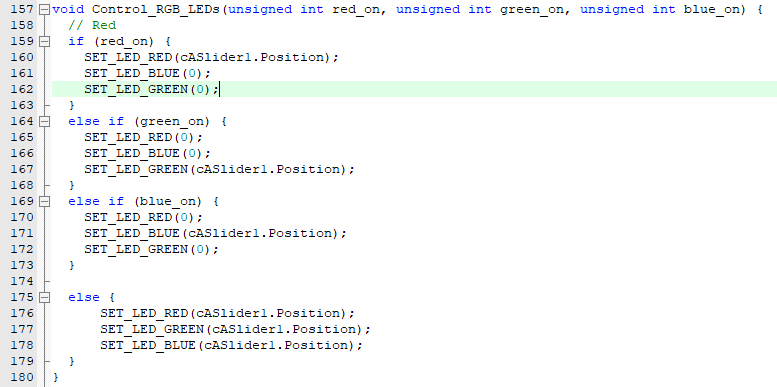 157 void Control_RGB_LEDs(unsigned int red_on, unsigned int green_on, unsigned int blue_on) {
158   // Red
159   if (red_on) {
160     SET_LED_RED(cASlider1.Position);
161     SET_LED_BLUE(0);
162     SET_LED_GREEN(0);
163   }
164   else if (green_on) {
165     SET_LED_RED(0);
166     SET_LED_BLUE(0);
167     SET_LED_GREEN(cASlider1.Position);
168   }
169   else if (blue_on) {
170     SET_LED_RED(0);
171     SET_LED_BLUE(cASlider1.Position);
172     SET_LED_GREEN(0);
173   }
174
175   else {
176       SET_LED_RED(cASlider1.Position);
177       SET_LED_GREEN(cASlider1.Position);
178       SET_LED_BLUE(cASlider1.Position);
179   }
180 }